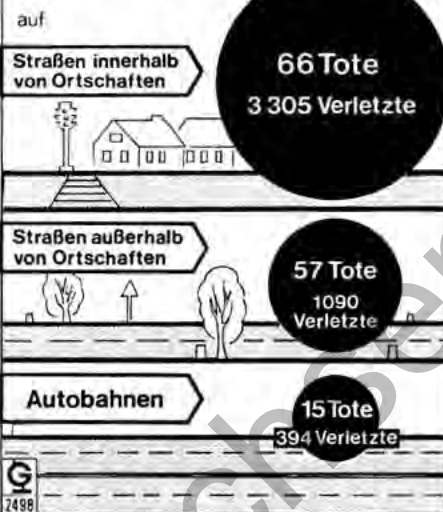 auf
Straßen innerhalb
von Ortschaften
66 Tote
3 305 Verletzte
Straßen außerhalb
von Ortschaften
57 Tote
1090
Verletzte
Autobahnen
15 Tote
394 Verletzte
G
2498